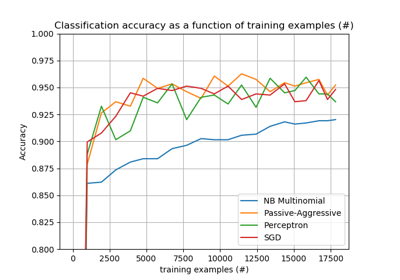 Classification accuracy as a function of training examples (#)
1.000
0.975
0.950
0.925
0.900
0.875
0.850
0.825
0.800
Accuracy
0 2500 5000 7500 10000 12500 15000 17500
training examples (#)
NB Multinomial
Passive-Aggressive
Perceptron
SGD